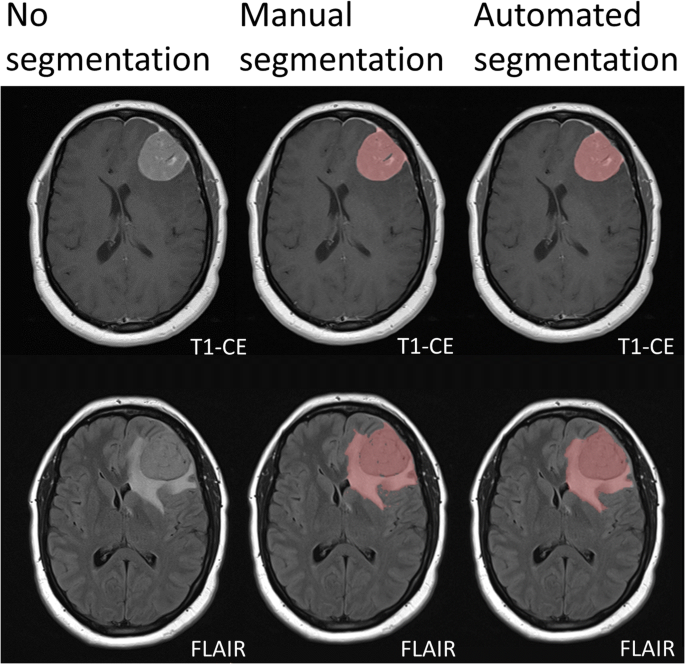 No segmentation
Manual segmentation
Automated segmentation
T1-CE
T1-CE
T1-CE
FLAIR
FLAIR
FLAIR